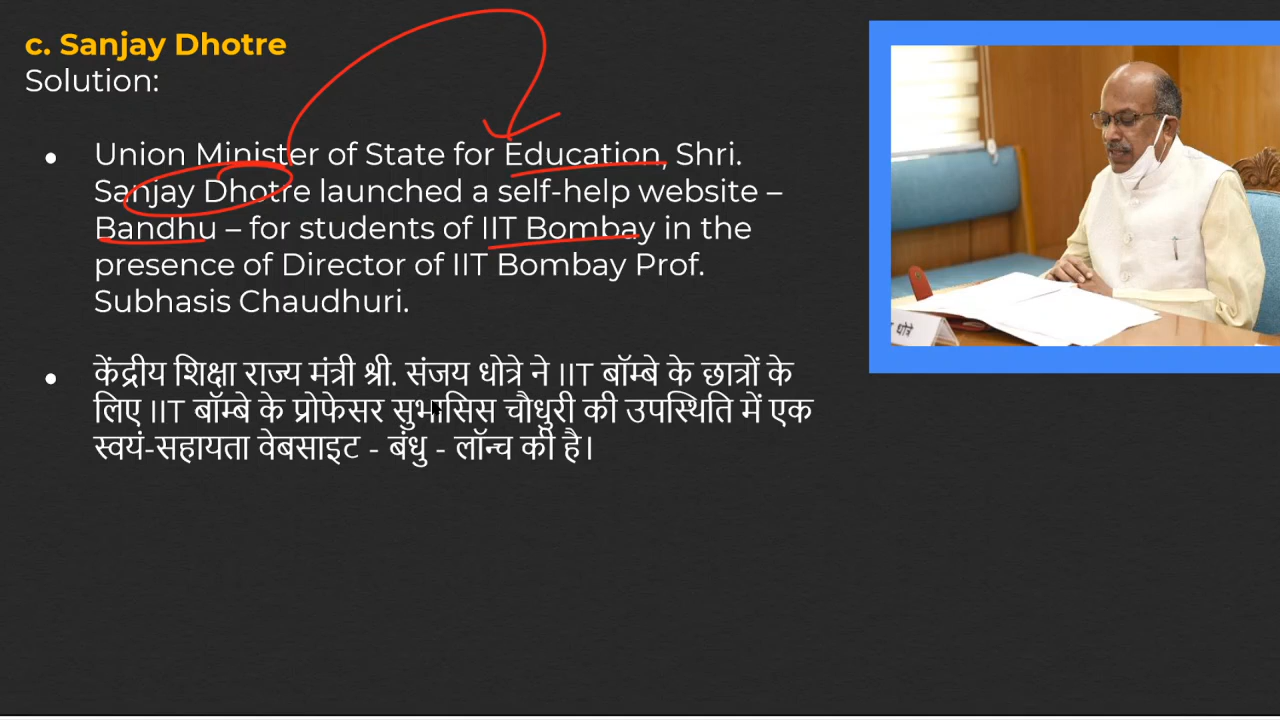 c. Sanjay Dhotre
Solution:
● Union Minister of State for Education, Shri.
Sanjay Dhotre launched a self-help website –
Bandhu – for students of IIT Bombay in the
presence of Director of IIT Bombay Prof.
Subhasis Chaudhuri.
● केंद्रीय शिक्षा राज्य मंत्री श्री. संजय धोत्रे ने IIT बॉम्बे के छात्रों के
लिए IIT बॉम्बे के प्रोफेसर सुभासिस चौधुरी की उपस्थिति में एक
स्वयं-सहायता वेबसाइट - बंधु - लॉन्च की है।
धोत्रे